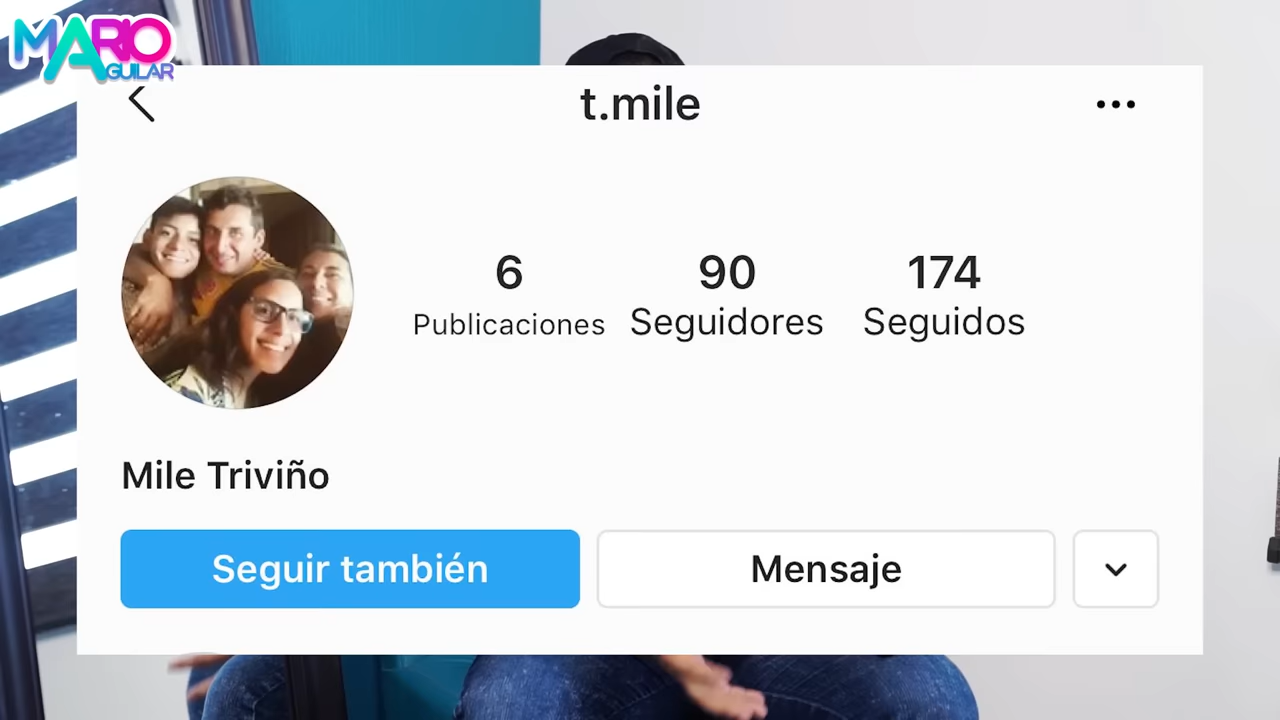 MARIO
AGUILAR
t.mile
6
90
174
Publicaciones
Seguidores
Seguidos
Mile Triviño
Seguir también
Mensaje